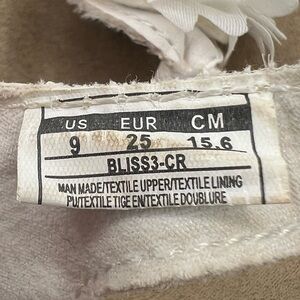 US EUR CM
9 25 15.6
BLISS3-CR
MAN MADE/TEXTILE UPPER/TEXTILE LINING
PU/TEXTILE TIGE EN/TEXTILE DOUBLURE